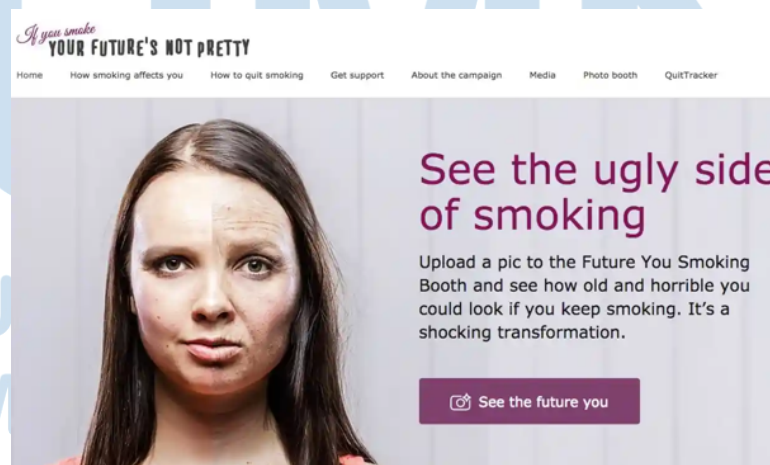 If you smoke
YOUR FUTURE'S NOT PRETTY
Home How smoking affects you How to quit smoking Get support About the campaign Media Photo booth QuitTracker
See the ugly side
of smoking
Upload a pic to the Future You Smoking
Booth and see how old and horrible you
could look if you keep smoking. It's a
shocking transformation.
See the future you